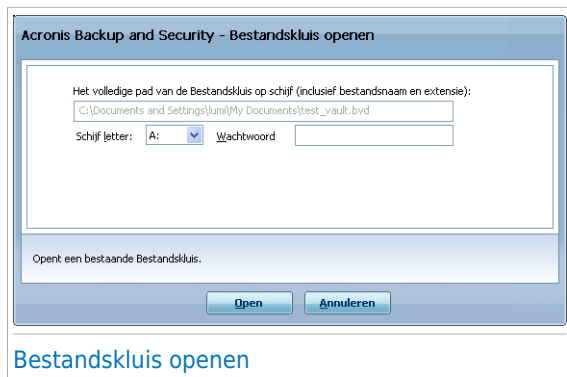 Acronis Backup and Security - Bestandskluis openen
Het volledige pad van de Bestandskluis op schijf (inclusief bestandsnaam en extensie):
C:\Documents and Settings\lumi\My Documents\test_vault.bvd
Schijf letter: A: Wachtwoord
Opent een bestaande Bestandskluis.
Open Annuleren
Bestandskluis openen